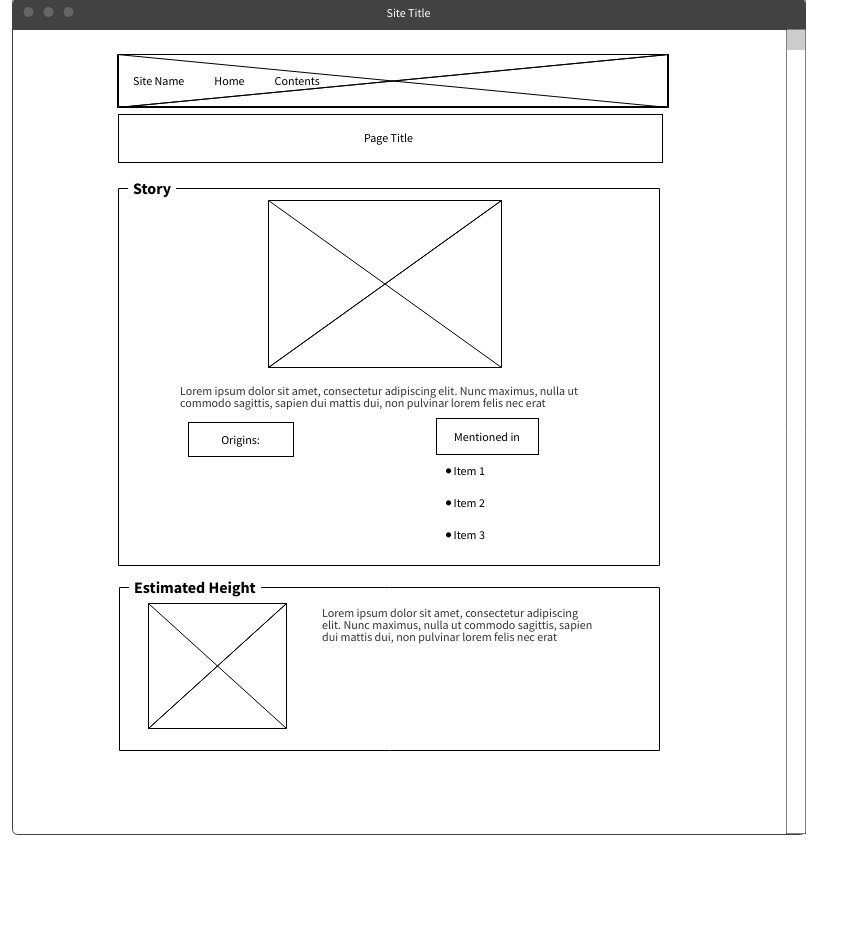 Site Title
Site Name Home Contents
Page Title
Story
Lorem ipsum dolor sit amet, consectetur adipiscing elit. Nunc maximus, nulla ut
commodo sagittis, sapien dui mattis dui, non pulvinar lorem felis nec erat
Origins:
Mentioned in
Item 1
Item 2
Item 3
Estimated Height
Lorem ipsum dolor sit amet, consectetur adipiscing
elit. Nunc maximus, nulla ut commodo sagittis, sapien
dui mattis dui, non pulvinar lorem felis nec erat